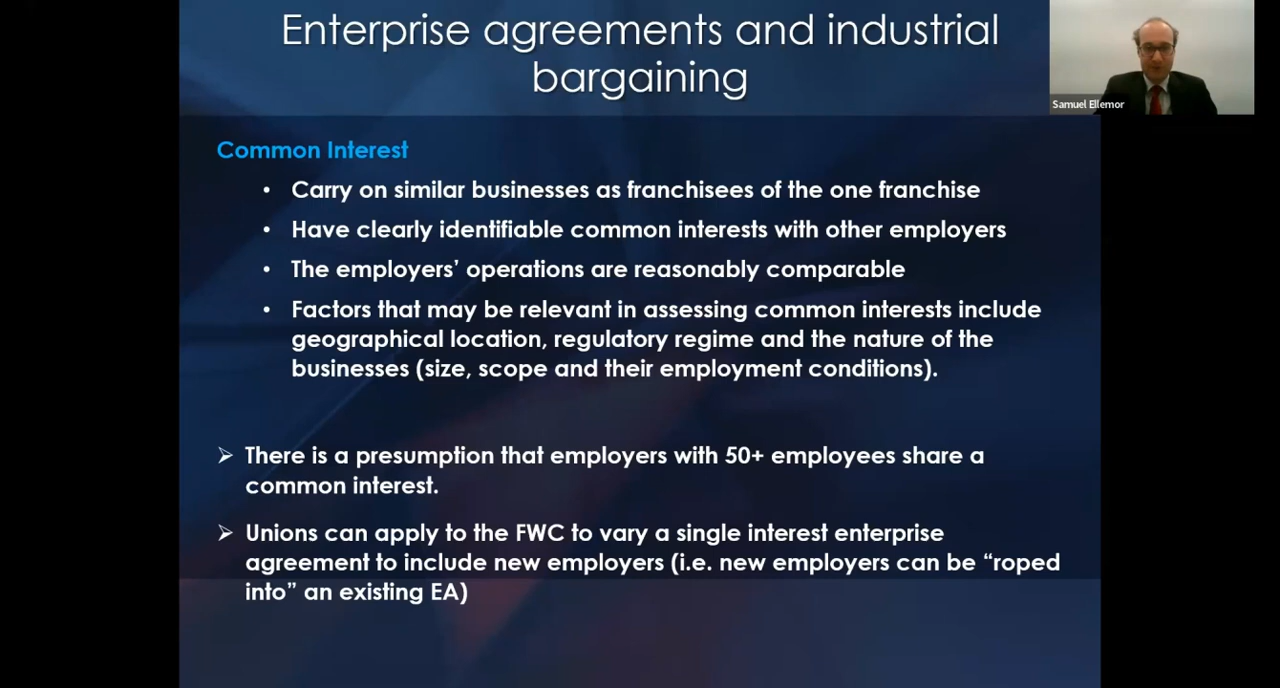 Enterprise agreements and industrial
bargaining
Samuel Ellemor
Common Interest
• Carry on similar businesses as franchisees of the one franchise
• Have clearly identifiable common interests with other employers
• The employers’ operations are reasonably comparable
• Factors that may be relevant in assessing common interests include
geographical location, regulatory regime and the nature of the
businesses (size, scope and their employment conditions).
➢ There is a presumption that employers with 50+ employees share a
common interest.
➢ Unions can apply to the FWC to vary a single interest enterprise
agreement to include new employers (i.e. new employers can be “roped
into” an existing EA)